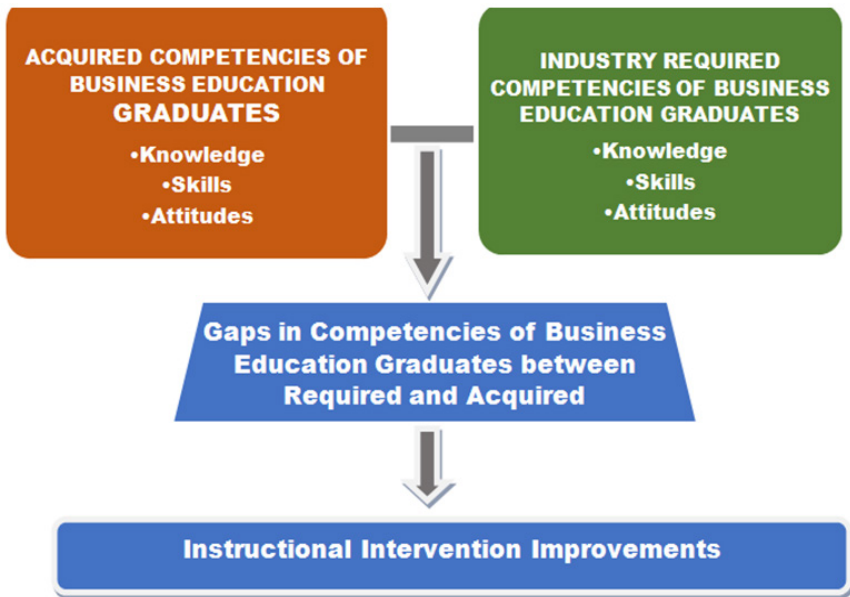 ACQUIRED COMPETENCIES OF
BUSINESS EDUCATION
GRADUATES
•Knowledge
•Skills
•Attitudes
INDUSTRY REQUIRED
COMPETENCIES OF BUSINESS
EDUCATION GRADUATES
•Knowledge
•Skills
•Attitudes
Gaps in Competencies of Business
Education Graduates between
Required and Acquired
Instructional Intervention Improvements